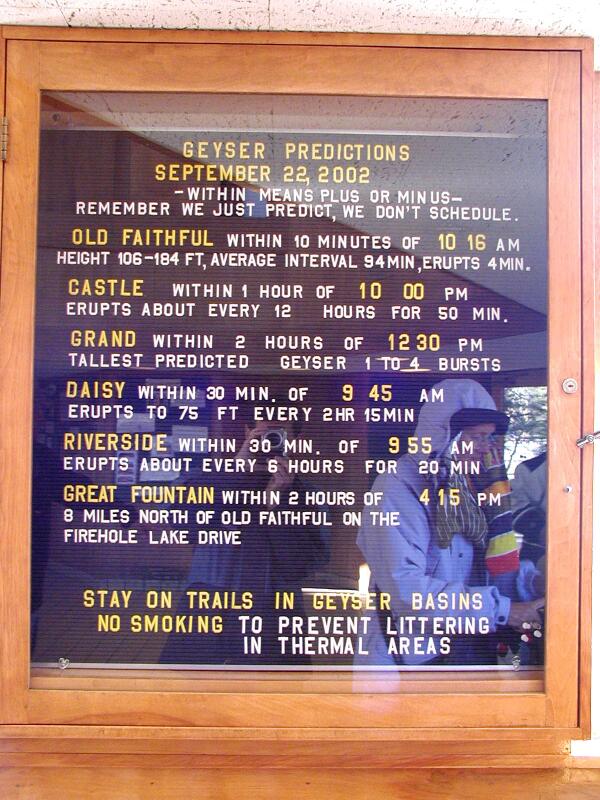 GEYSER PREDICTIONS
SEPTEMBER 22, 2002
-WITHIN MEANS PLUS OR MINUS-
REMEMBER WE JUST PREDICT, WE DON'T SCHEDULE.
OLD FAITHFUL WITHIN 10 MINUTES OF 10 16 AM
HEIGHT 106-184 FT, AVERAGE INTERVAL 94MIN, ERUPTS 4MIN.
CASTLE WITHIN 1 HOUR OF 10 00 PM
ERUPTS ABOUT EVERY 12 HOURS FOR 50 MIN.
GRAND WITHIN 2 HOURS OF 12 30 PM
TALLEST PREDICTED GEYSER 1 TO 4 BURSTS
DAISY WITHIN 30 MIN. OF 9 45 AM
ERUPTS TO 75 FT EVERY 2HR 15MIN
RIVERSIDE WITHIN 30 MIN. OF 9 55 AM
ERUPTS ABOUT EVERY 6 HOURS FOR 20 MIN
GREAT FOUNTAIN WITHIN 2 HOURS OF 4 15 PM
8 MILES NORTH OF OLD FAITHFUL ON THE
FIREHOLE LAKE DRIVE
STAY ON TRAILS IN GEYSER BASINS
NO SMOKING TO PREVENT LITTERING
IN THERMAL AREAS